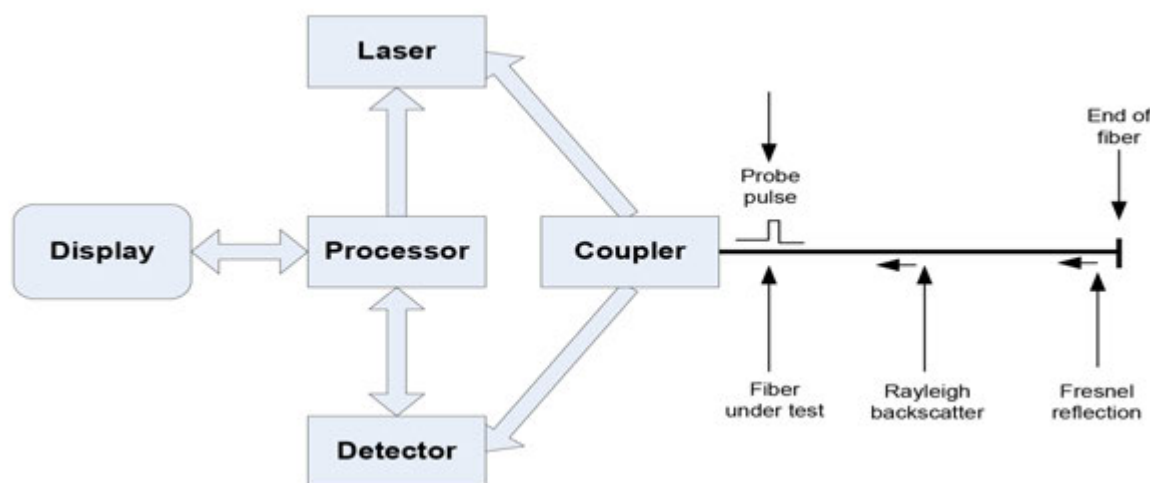 Laser
End of
fiber
Probe
pulse
Display
Processor
Coupler
Fiber
under test
Rayleigh
backscatter
Fresnel
reflection
Detector